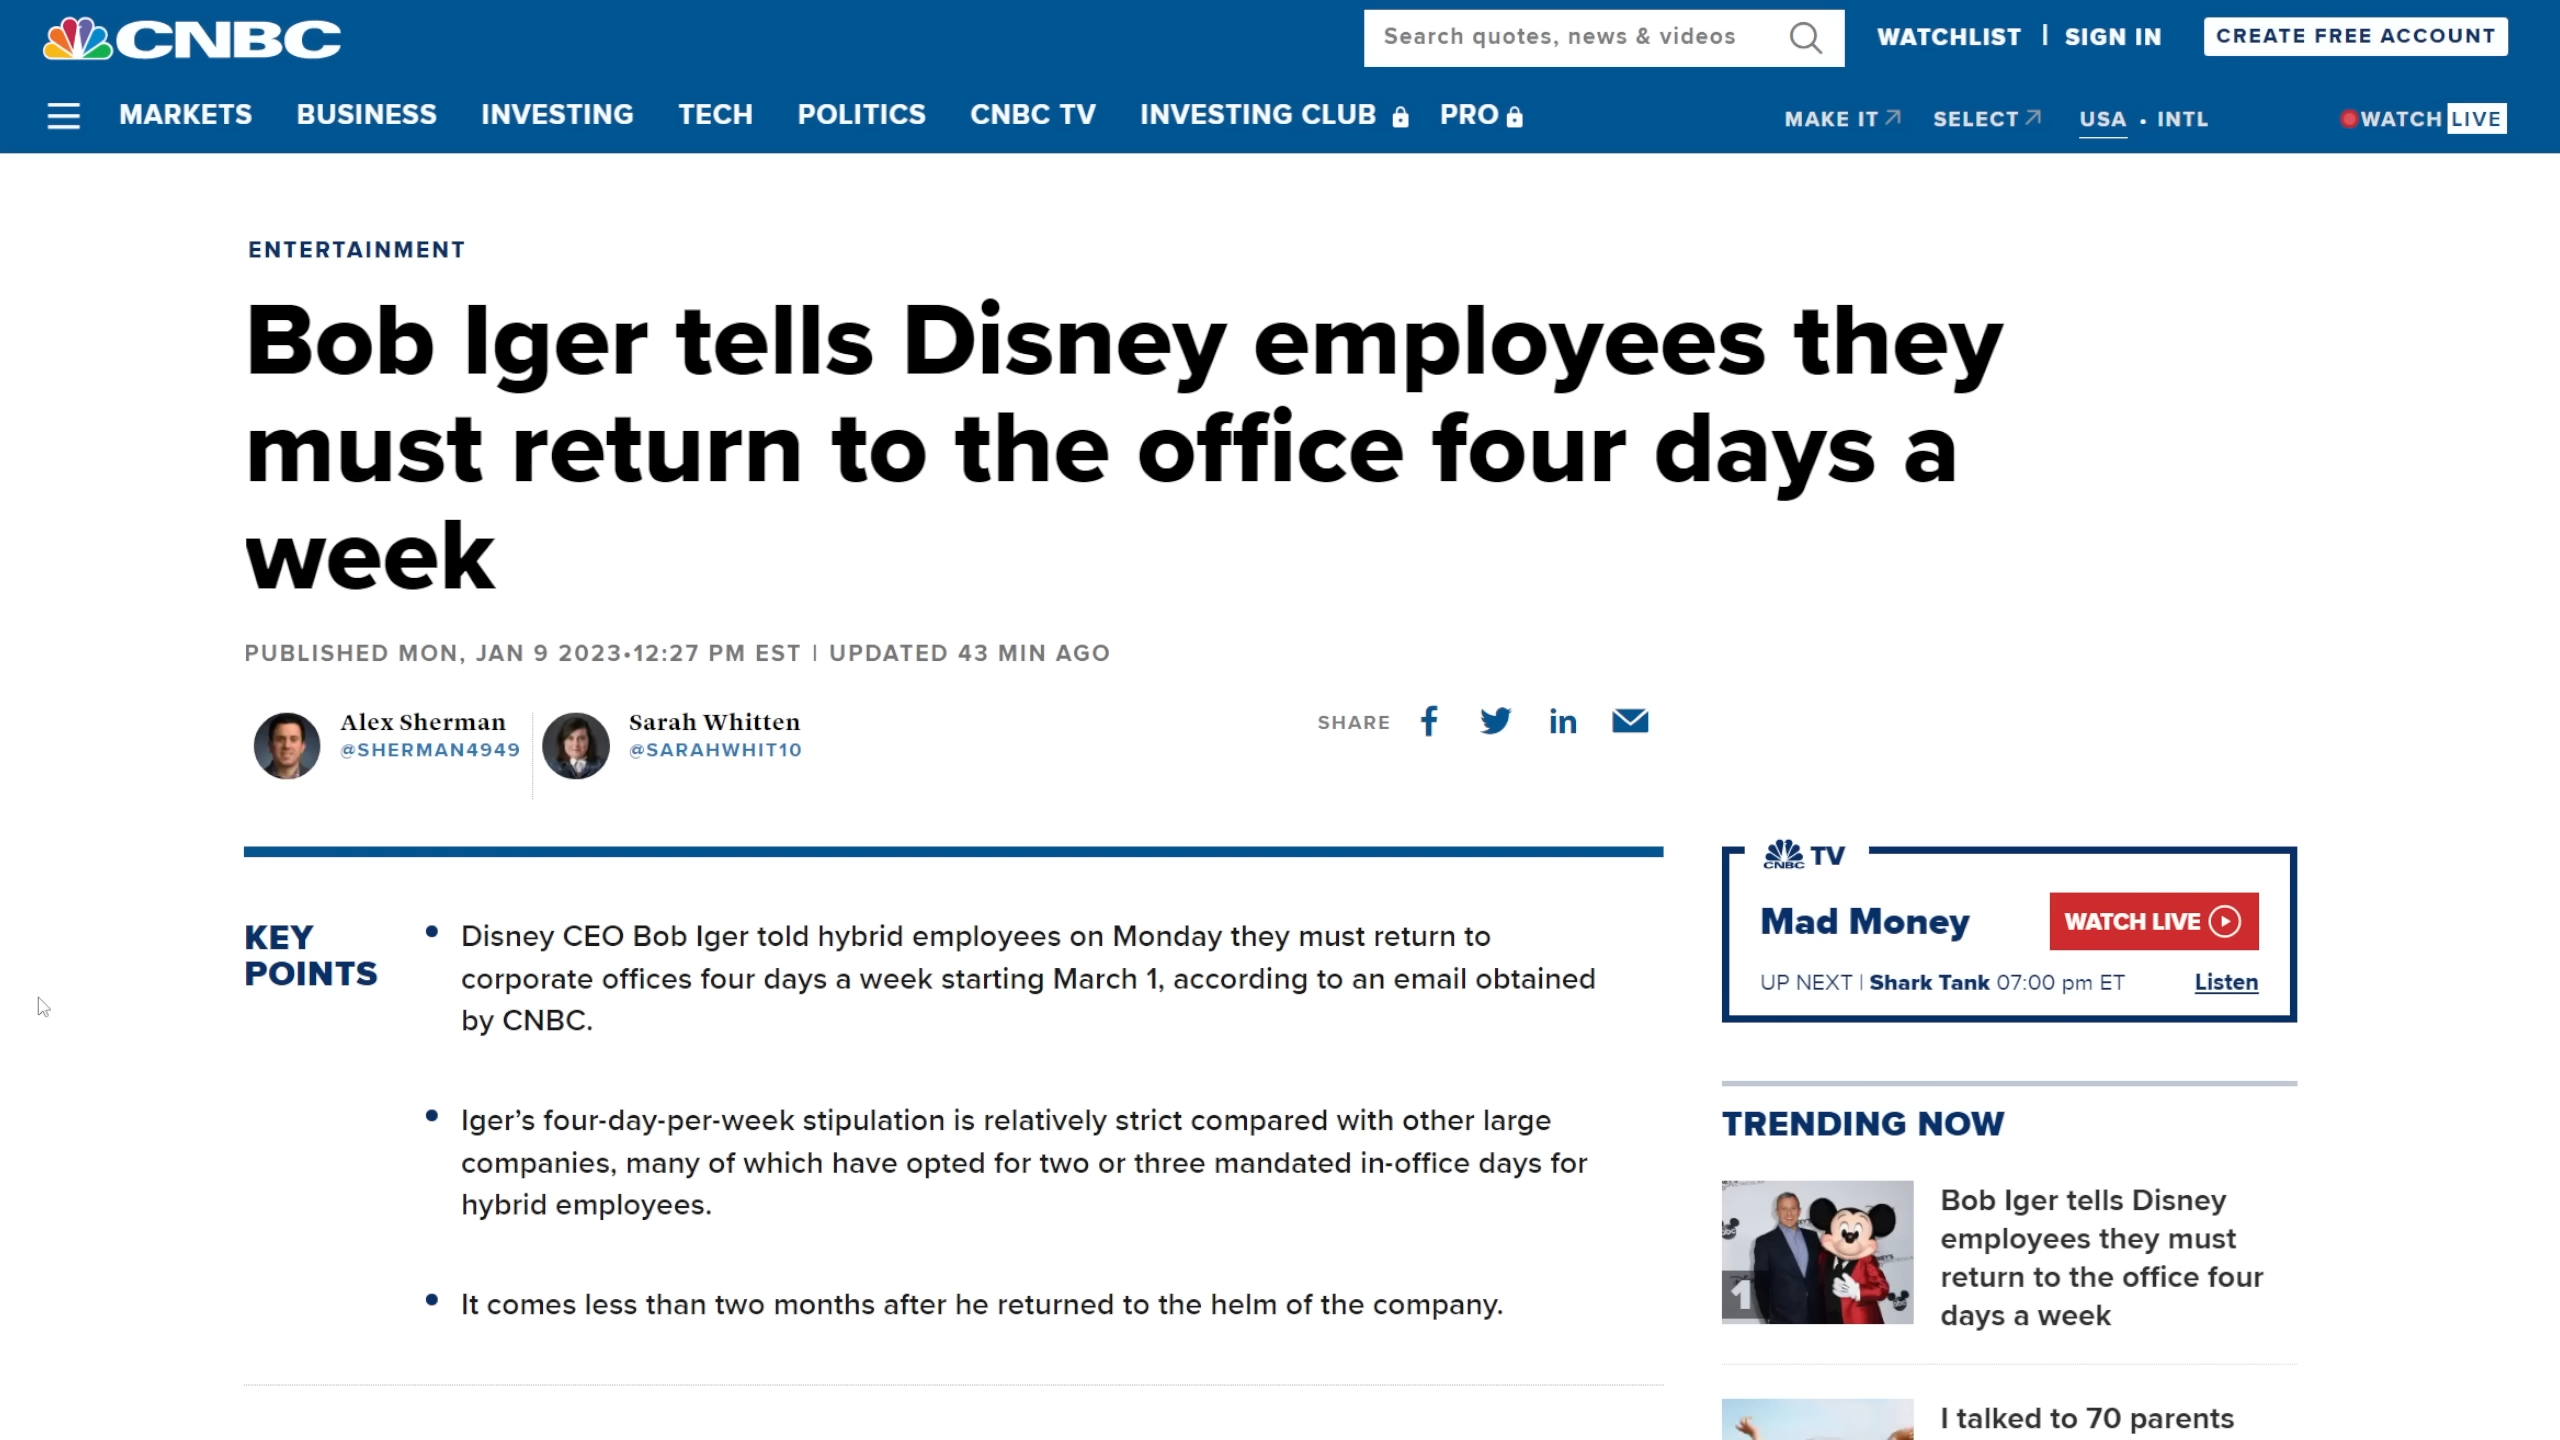 CNBC
Search quotes, news & videos
WATCHLIST | SIGN IN
CREATE FREE ACCOUNT
MARKETS BUSINESS INVESTING TECH POLITICS CNBC TV INVESTING CLUB PRO
MAKE IT SELECT USA • INTL WATCH LIVE
ENTERTAINMENT
Bob Iger tells Disney employees they
must return to the office four days a
week
PUBLISHED MON, JAN 9 2023•12:27 PM EST | UPDATED 43 MIN AGO
Alex Sherman
@SHERMAN4949
Sarah Whitten
@SARAHWHIT10
SHARE
KEY
POINTS
• Disney CEO Bob Iger told hybrid employees on Monday they must return to
corporate offices four days a week starting March 1, according to an email obtained
by CNBC.
• Iger’s four-day-per-week stipulation is relatively strict compared with other large
companies, many of which have opted for two or three mandated in-office days for
hybrid employees.
• It comes less than two months after he returned to the helm of the company.
CNBC TV
Mad Money
WATCH LIVE
UP NEXT | Shark Tank 07:00 pm ET
Listen
TRENDING NOW
1
Bob Iger tells Disney
employees they must
return to the office four
days a week
I talked to 70 parents